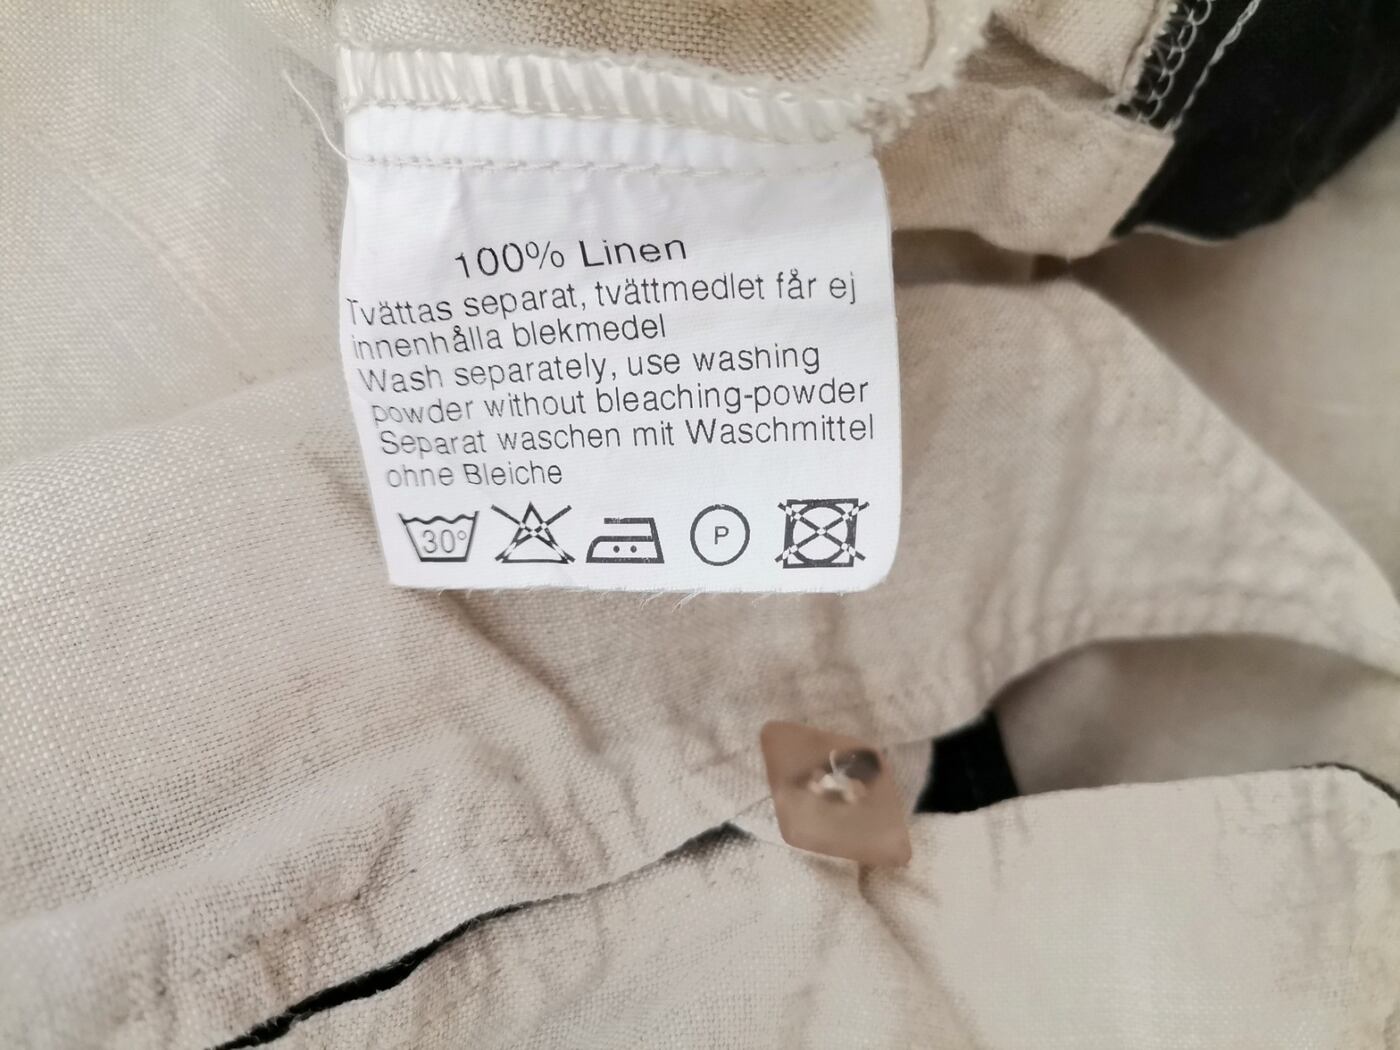 100% Linen
Tvättas separat, tvättmedlet får ej
innenhålla blekmedel
Wash separately, use washing
powder without bleaching-powder
Separat waschen mit Waschmittel
ohne Bleiche
30° P